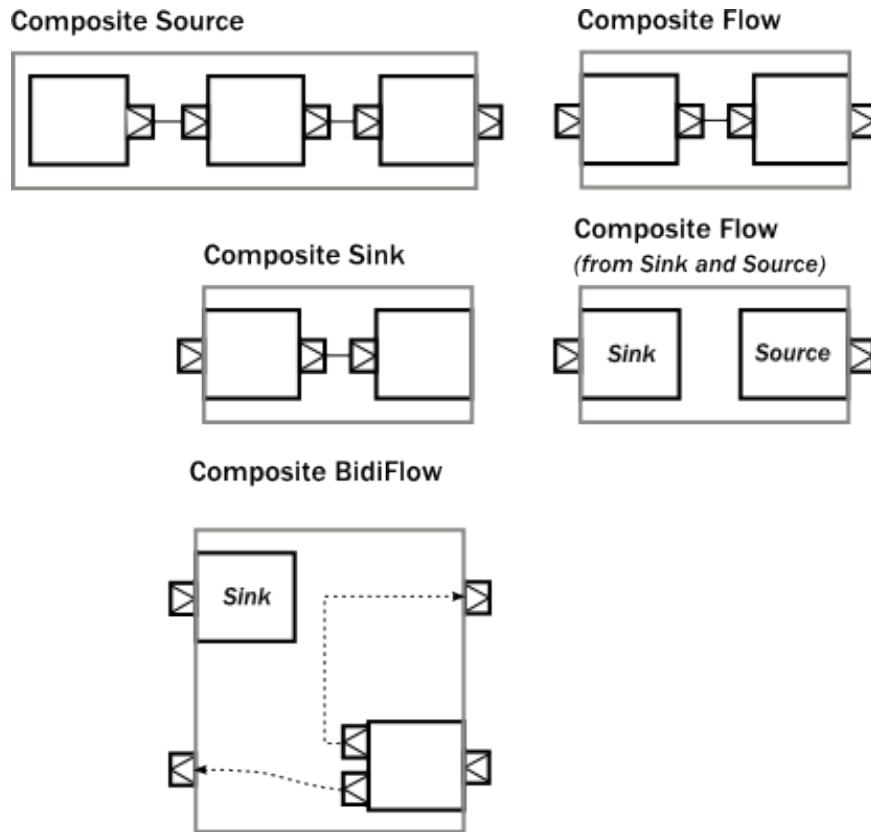 Composite Source
Composite Flow
Composite Sink
Composite Flow
(from Sink and Source)
Sink
Source
Composite BidiFlow
Sink